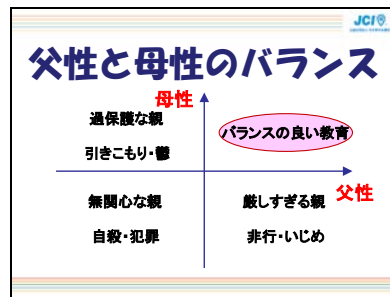 JCI
父性と母性のバランス
母性
過保護な親
引きこもり・鬱
バランスの良い教育
父性
無関心な親
自殺・犯罪
厳しすぎる親
非行・いじめ